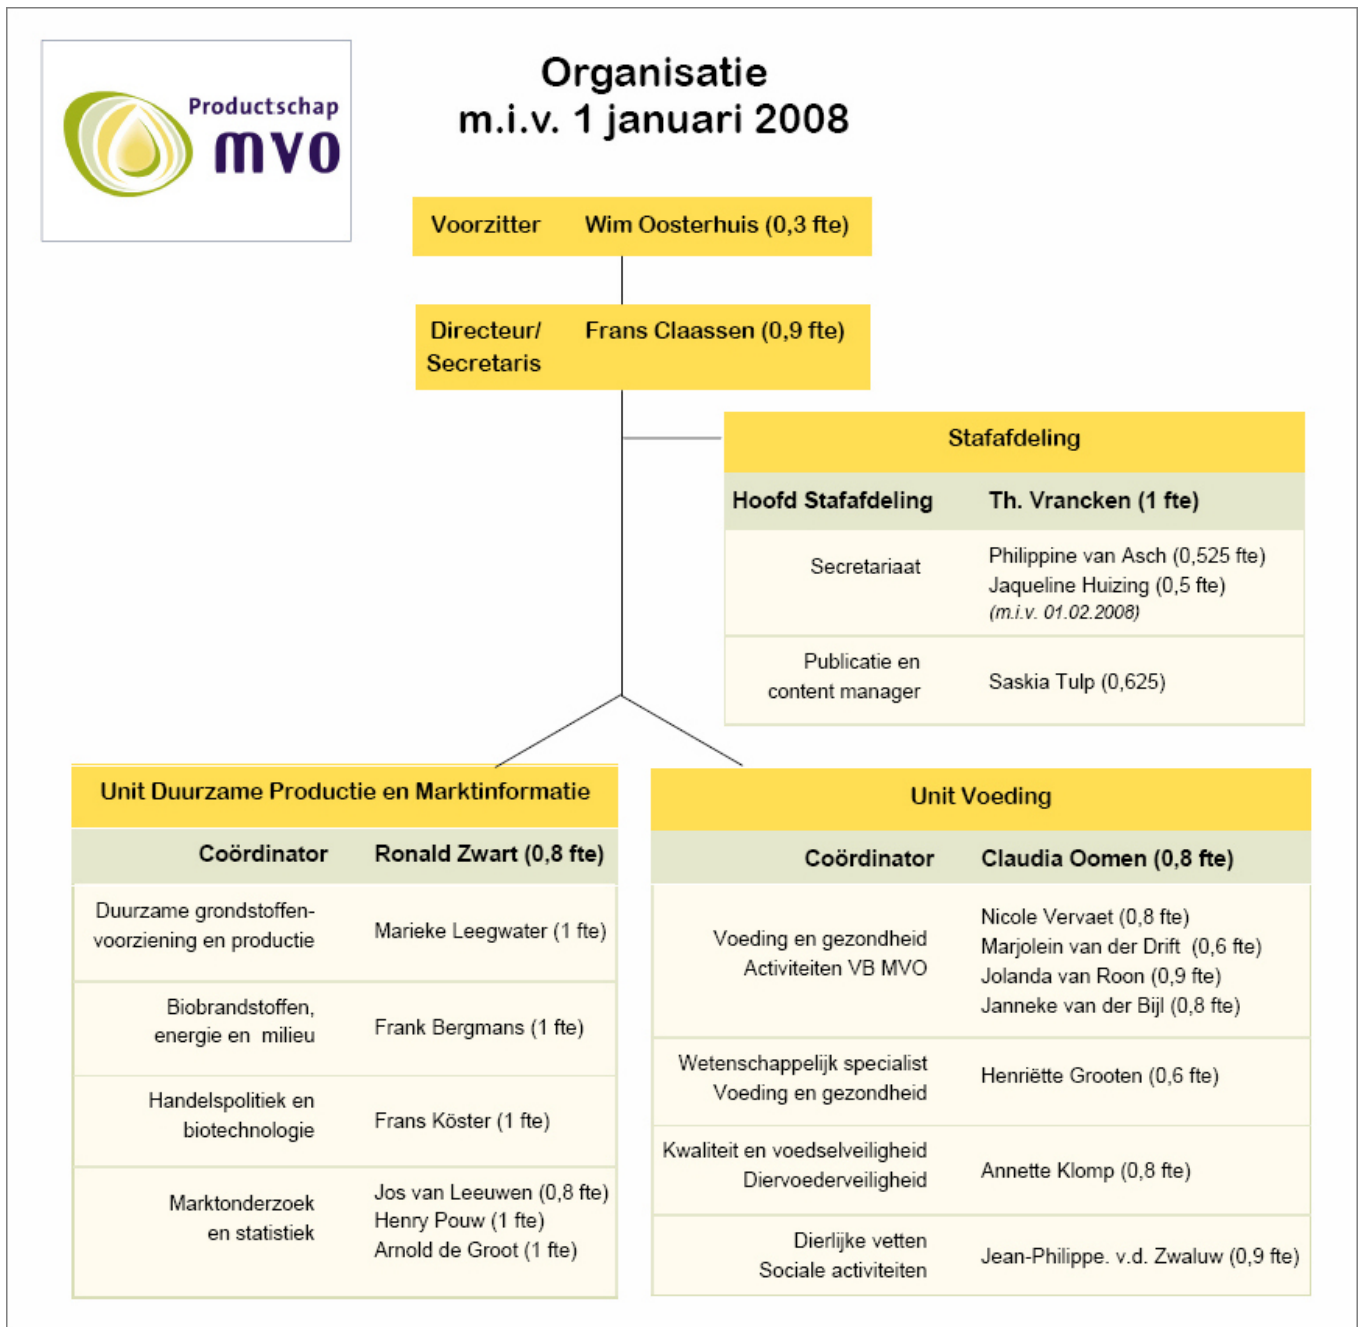 Productschap
mvo
Organisatie
m.i.v. 1 januari 2008
Voorzitter Wim Oosterhuis (0,3 fte)
Directeur/ Frans Claassen (0,9 fte)
Secretaris
Stafafdeling
Hoofd Stafafdeling Th. Vrancken (1 fte)
Secretariaat
Philippine van Asch (0,525 fte)
Jaqueline Huizing (0,5 fte)
(m.i.v. 01.02.2008)
Publicatie en
content manager
Saskia Tulp (0,625)
Unit Duurzame Productie en Marktinformatie
Coördinator Ronald Zwart (0,8 fte)
Duurzame grondstoffen-
voorziening en productie
Marieke Leegwater (1 fte)
Biobrandstoffen,
energie en milieu
Frank Bergmans (1 fte)
Handelspolitiek en
biotechnologie
Frans Köster (1 fte)
Marktonderzoek
en statistiek
Jos van Leeuwen (0,8 fte)
Henry Pouw (1 fte)
Arnold de Groot (1 fte)
Unit Voeding
Coördinator Claudia Oomen (0,8 fte)
Voeding en gezondheid
Activiteiten VB MVO
Nicole Vervaet (0,8 fte)
Marjolein van der Drift (0,6 fte)
Jolanda van Roon (0,9 fte)
Janneke van der Bijl (0,8 fte)
Wetenschappelijk specialist
Voeding en gezondheid
Henriëtte Grooten (0,6 fte)
Kwaliteit en voedselveiligheid
Diervoederveiligheid
Annette Klomp (0,8 fte)
Dierlijke vetten
Sociale activiteiten
Jean-Philippe. v.d. Zwaluw (0,9 fte)